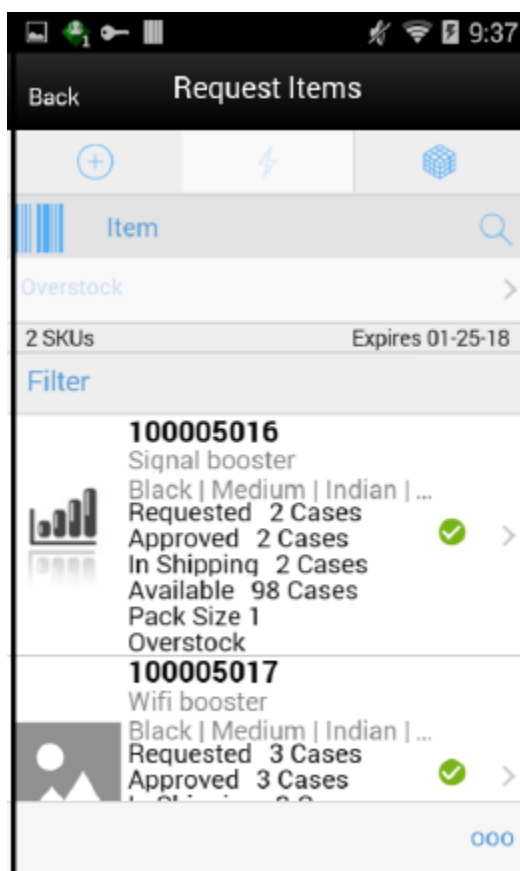 9:37
Back
Request Items
Item
Overstock
2 SKUs Expires 01-25-18
Filter
100005016
Signal booster
Black | Medium | Indian | ...
Requested 2 Cases
Approved 2 Cases
In Shipping 2 Cases
Available 98 Cases
Pack Size 1
Overstock
100005017
Wifi booster
Black | Medium | Indian | ...
Requested 3 Cases
Approved 3 Cases